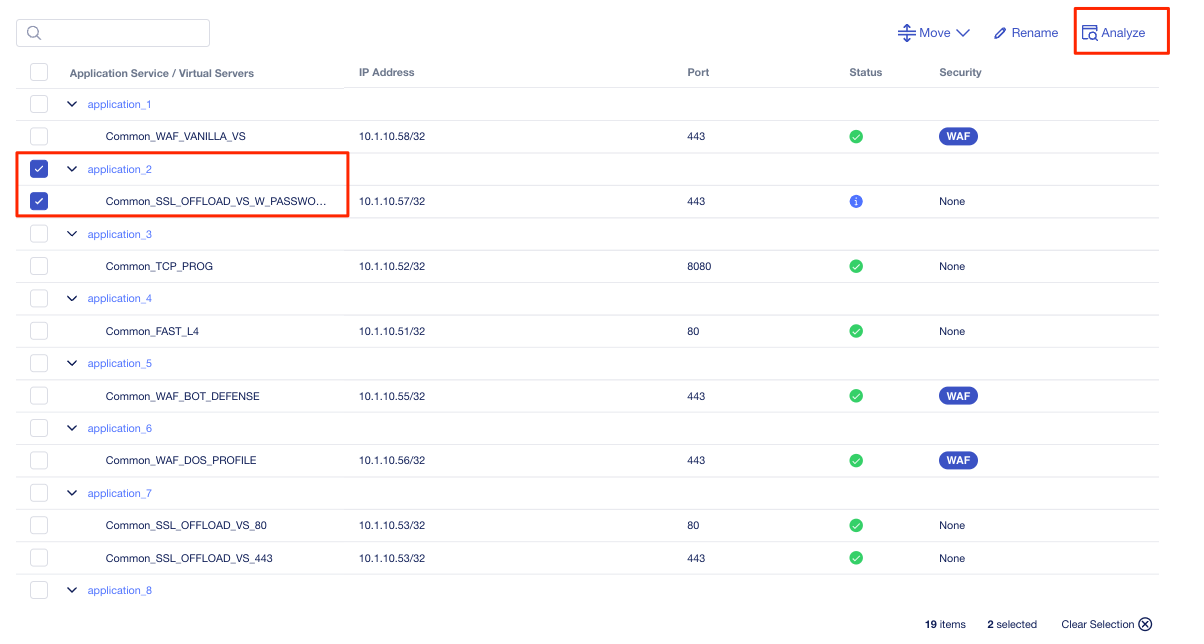 Move Rename Analyze
Application Service / Virtual Servers IP Address Port Status Security
application_1
Common_WAF_VANILLA_VS 10.1.10.58/32 443 WAF
application_2
Common_SSL_OFFLOAD_VS_W_PASSWO... 10.1.10.57/32 443 None
application_3
Common_TCP_PROG 10.1.10.52/32 8080 None
application_4
Common_FAST_L4 10.1.10.51/32 80 None
application_5
Common_WAF_BOT_DEFENSE 10.1.10.55/32 443 WAF
application_6
Common_WAF_DOS_PROFILE 10.1.10.56/32 443 WAF
application_7
Common_SSL_OFFLOAD_VS_80 10.1.10.53/32 80 None
Common_SSL_OFFLOAD_VS_443 10.1.10.53/32 443 None
application_8
19 items 2 selected Clear Selection